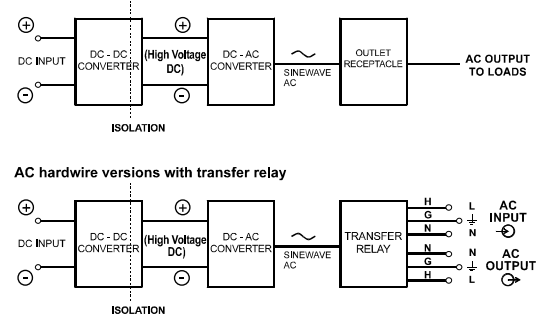 DC INPUT
DC - DC
CONVERTER
(High Voltage
DC)
DC - AC
CONVERTER
SINEWAVE
AC
OUTLET
RECEPTACLE
AC OUTPUT
TO LOADS
ISOLATION
AC hardwire versions with transfer relay
DC INPUT
DC - DC
CONVERTER
(High Voltage
DC)
DC - AC
CONVERTER
SINEWAVE
AC
TRANSFER
RELAY
H L
G
N N
AC
INPUT
N N
G
H L
AC
OUTPUT
ISOLATION